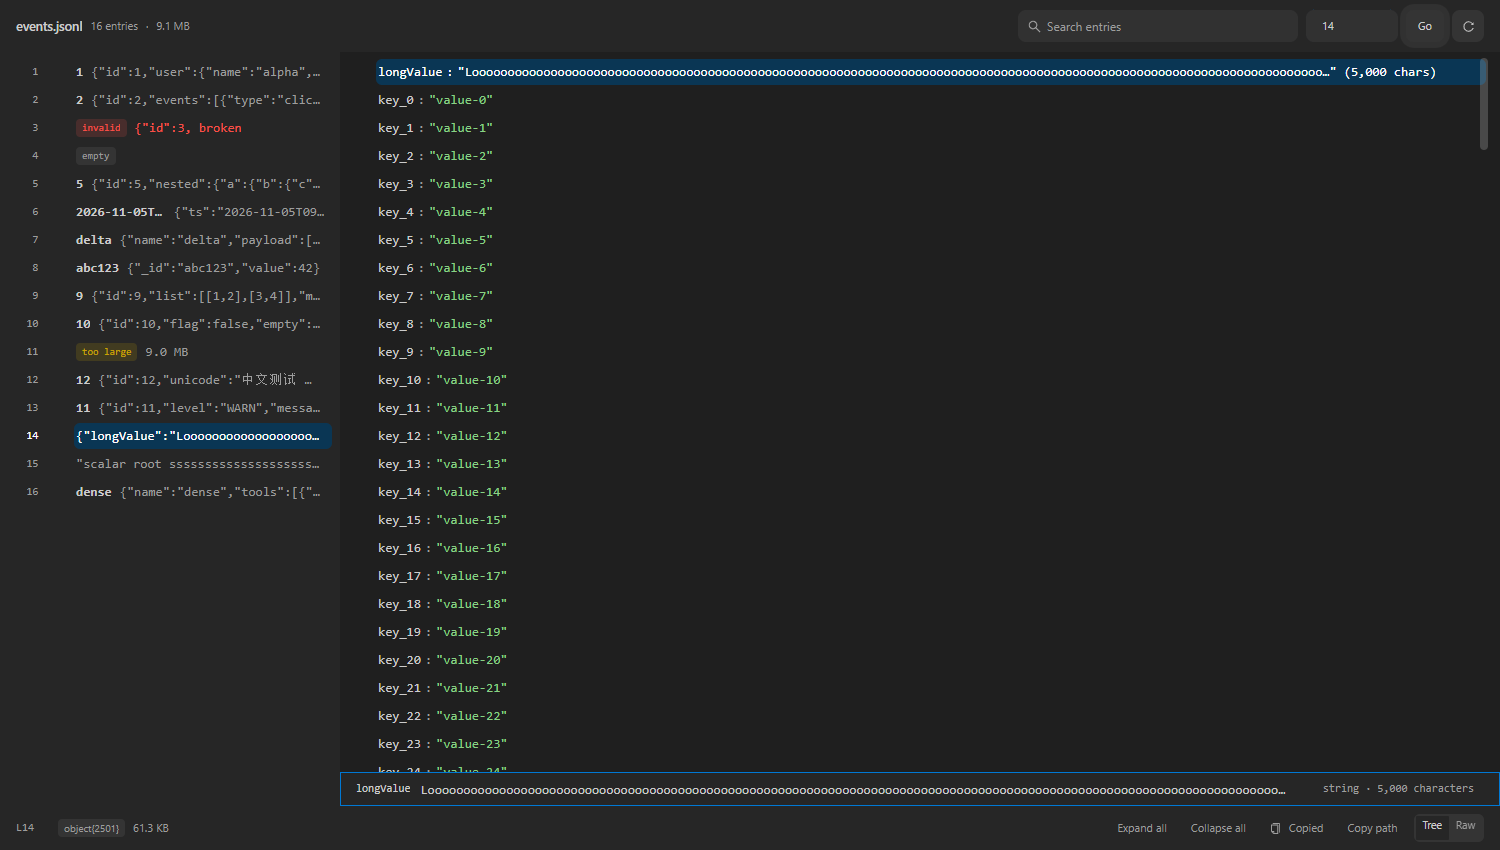 events.jsonl 16 entries · 9.1 MB Search entries 14 Go
1 1 {"id":1,"user":{"name":"alpha",…
2 2 {"id":2,"events":[{"type":"clic…
3 invalid {"id":3, broken
4 empty
5 5 {"id":5,"nested":{"a":{"b":{"c"…
6 2026-11-05T… {"ts":"2026-11-05T09…
7 delta {"name":"delta","payload":[…
8 abc123 {"_id":"abc123","value":42}
9 9 {"id":9,"list":[[1,2],[3,4]],"m…
10 10 {"id":10,"flag":false,"empty":…
11 too large 9.0 MB
12 12 {"id":12,"unicode":"中文测试 …
13 11 {"id":11,"level":"WARN","messa…
14 {"longValue":"Looooooooooooooooooo…
15 "scalar root ssssssssssssssssssss…
16 dense {"name":"dense","tools":[{"…
longValue : "Looooooooooooooooooooooooooooooooooooooooooooooooooooooooooooooooooooooooooooooooooooooooooooooooooooooooooooooooooooooo…" (5,000 chars)
key_0 : "value-0"
key_1 : "value-1"
key_2 : "value-2"
key_3 : "value-3"
key_4 : "value-4"
key_5 : "value-5"
key_6 : "value-6"
key_7 : "value-7"
key_8 : "value-8"
key_9 : "value-9"
key_10 : "value-10"
key_11 : "value-11"
key_12 : "value-12"
key_13 : "value-13"
key_14 : "value-14"
key_15 : "value-15"
key_16 : "value-16"
key_17 : "value-17"
key_18 : "value-18"
key_19 : "value-19"
key_20 : "value-20"
key_21 : "value-21"
key_22 : "value-22"
key_23 : "value-23"
key_24 : "value-24"
longValue Looooooooooooooooooooooooooooooooooooooooooooooooooooooooooooooooooooooooooooooooooooooooooooooooooooooooooooooooooooooo… string · 5,000 characters
L14 object{2501} 61.3 KB Expand all Collapse all Copied Copy path Tree Raw